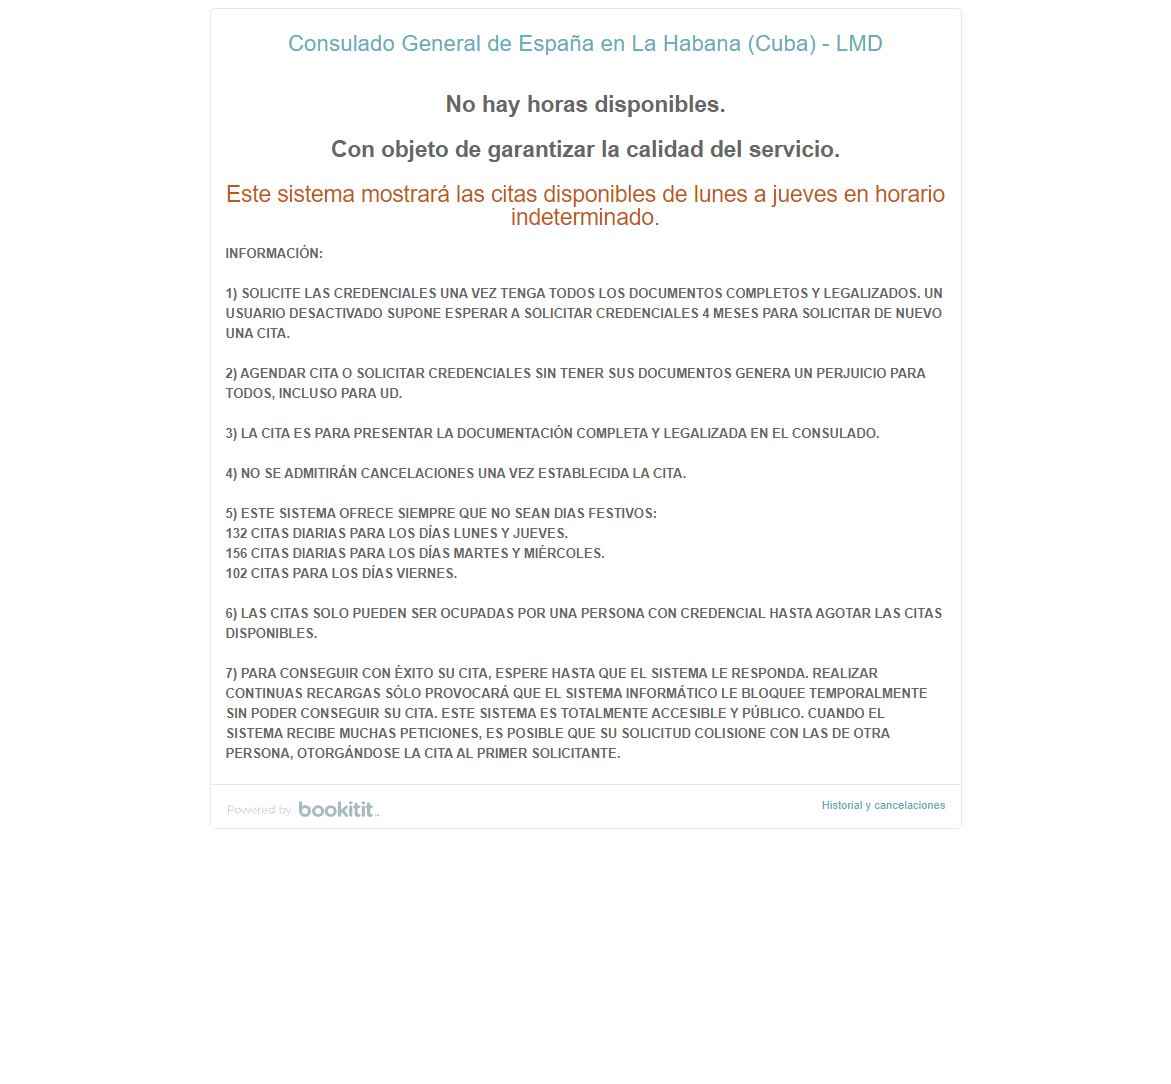 Consulado General de España en La Habana (Cuba) - LMD
No hay horas disponibles.
Con objeto de garantizar la calidad del servicio.
Este sistema mostrará las citas disponibles de lunes a jueves en horario
indeterminado.
INFORMACIÓN:
1) SOLICITE LAS CREDENCIALES UNA VEZ TENGA TODOS LOS DOCUMENTOS COMPLETOS Y LEGALIZADOS. UN
USUARIO DESACTIVADO SUPONE ESPERAR A SOLICITAR CREDENCIALES 4 MESES PARA SOLICITAR DE NUEVO
UNA CITA.
2) AGENDAR CITA O SOLICITAR CREDENCIALES SIN TENER SUS DOCUMENTOS GENERA UN PERJUICIO PARA
TODOS, INCLUSO PARA UD.
3) LA CITA ES PARA PRESENTAR LA DOCUMENTACIÓN COMPLETA Y LEGALIZADA EN EL CONSULADO.
4) NO SE ADMITIRÁN CANCELACIONES UNA VEZ ESTABLECIDA LA CITA.
5) ESTE SISTEMA OFRECE SIEMPRE QUE NO SEAN DIAS FESTIVOS:
132 CITAS DIARIAS PARA LOS DÍAS LUNES Y JUEVES.
156 CITAS DIARIAS PARA LOS DÍAS MARTES Y MIÉRCOLES.
102 CITAS PARA LOS DÍAS VIERNES.
6) LAS CITAS SOLO PUEDEN SER OCUPADAS POR UNA PERSONA CON CREDENCIAL HASTA AGOTAR LAS CITAS
DISPONIBLES.
7) PARA CONSEGUIR CON ÉXITO SU CITA, ESPERE HASTA QUE EL SISTEMA LE RESPONDA. REALIZAR
CONTINUAS RECARGAS SÓLO PROVOCARÁ QUE EL SISTEMA INFORMÁTICO LE BLOQUEE TEMPORALMENTE
SIN PODER CONSEGUIR SU CITA. ESTE SISTEMA ES TOTALMENTE ACCESIBLE Y PÚBLICO. CUANDO EL
SISTEMA RECIBE MUCHAS PETICIONES, ES POSIBLE QUE SU SOLICITUD COLISIONE CON LAS DE OTRA
PERSONA, OTORGÁNDOSE LA CITA AL PRIMER SOLICITANTE.
Powered by bookitit™
Historial y cancelaciones